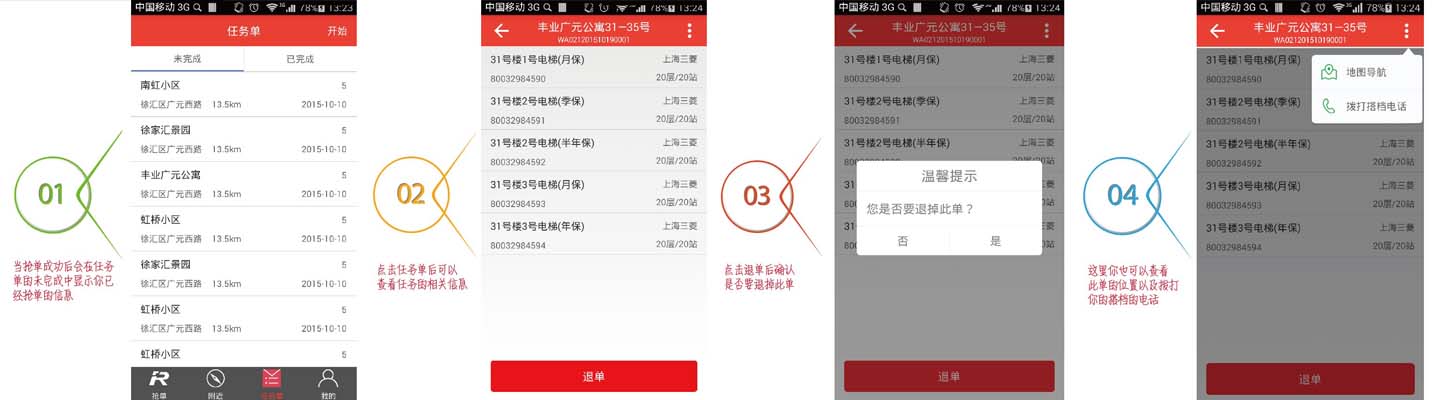 01
当抢单成功后会在任务
单的未完成中显示你已
经抢单的信息
中国移动 3G 78% 13:23
任务单 开始
未完成 已完成
南虹小区 5
徐汇区广元西路 13.5km 2015-10-10
徐家汇景园 5
徐汇区广元西路 13.5km 2015-10-10
丰业广元公寓 5
徐汇区广元西路 13.5km 2015-10-10
虹桥小区 5
徐汇区广元西路 13.5km 2015-10-10
徐家汇景园 5
徐汇区广元西路 13.5km 2015-10-10
虹桥小区 5
徐汇区广元西路 13.5km 2015-10-10
虹桥小区 5
抢单 附近 任务单 我的
02
点击任务单后可以
查看任务的相关信息
中国移动 3G 78% 13:24
丰业广元公寓31—35号
WA021201510190001
31号楼1号电梯(月保) 上海三菱
80032984590 20层/20站
31号楼2号电梯(季保) 上海三菱
80032984591 20层/20站
31号楼2号电梯(半年保) 上海三菱
80032984592 20层/20站
31号楼3号电梯(月保) 上海三菱
80032984593 20层/20站
31号楼3号电梯(年保) 上海三菱
80032984594 20层/20站
退单
03
点击退单后确认
是否要退掉此单
中国移动 3G 78% 13:24
丰业广元公寓31—35号
WA021201510190001
31号楼1号电梯(月保) 上海三菱
80032984590 20层/20站
31号楼2号电梯(季保) 上海三菱
80032984591 20层/20站
31号楼2号电梯(半年保) 上海三菱
温馨提示
您是否要退掉此单？
否 是
80032984594 20层/20站
退单
04
这里你也可以查看
此单的位置以及拨打
你的搭档的电话
中国移动 3G 78% 13:24
丰业广元公寓31—35号
WA021201510190001
地图导航
拨打搭档电话
31号楼1号电梯(月保)
80032984590
31号楼2号电梯(季保)
80032984591 20层/20站
31号楼2号电梯(半年保) 上海三菱
80032984592 20层/20站
31号楼3号电梯(月保) 上海三菱
80032984593 20层/20站
31号楼3号电梯(年保) 上海三菱
80032984594 20层/20站
退单